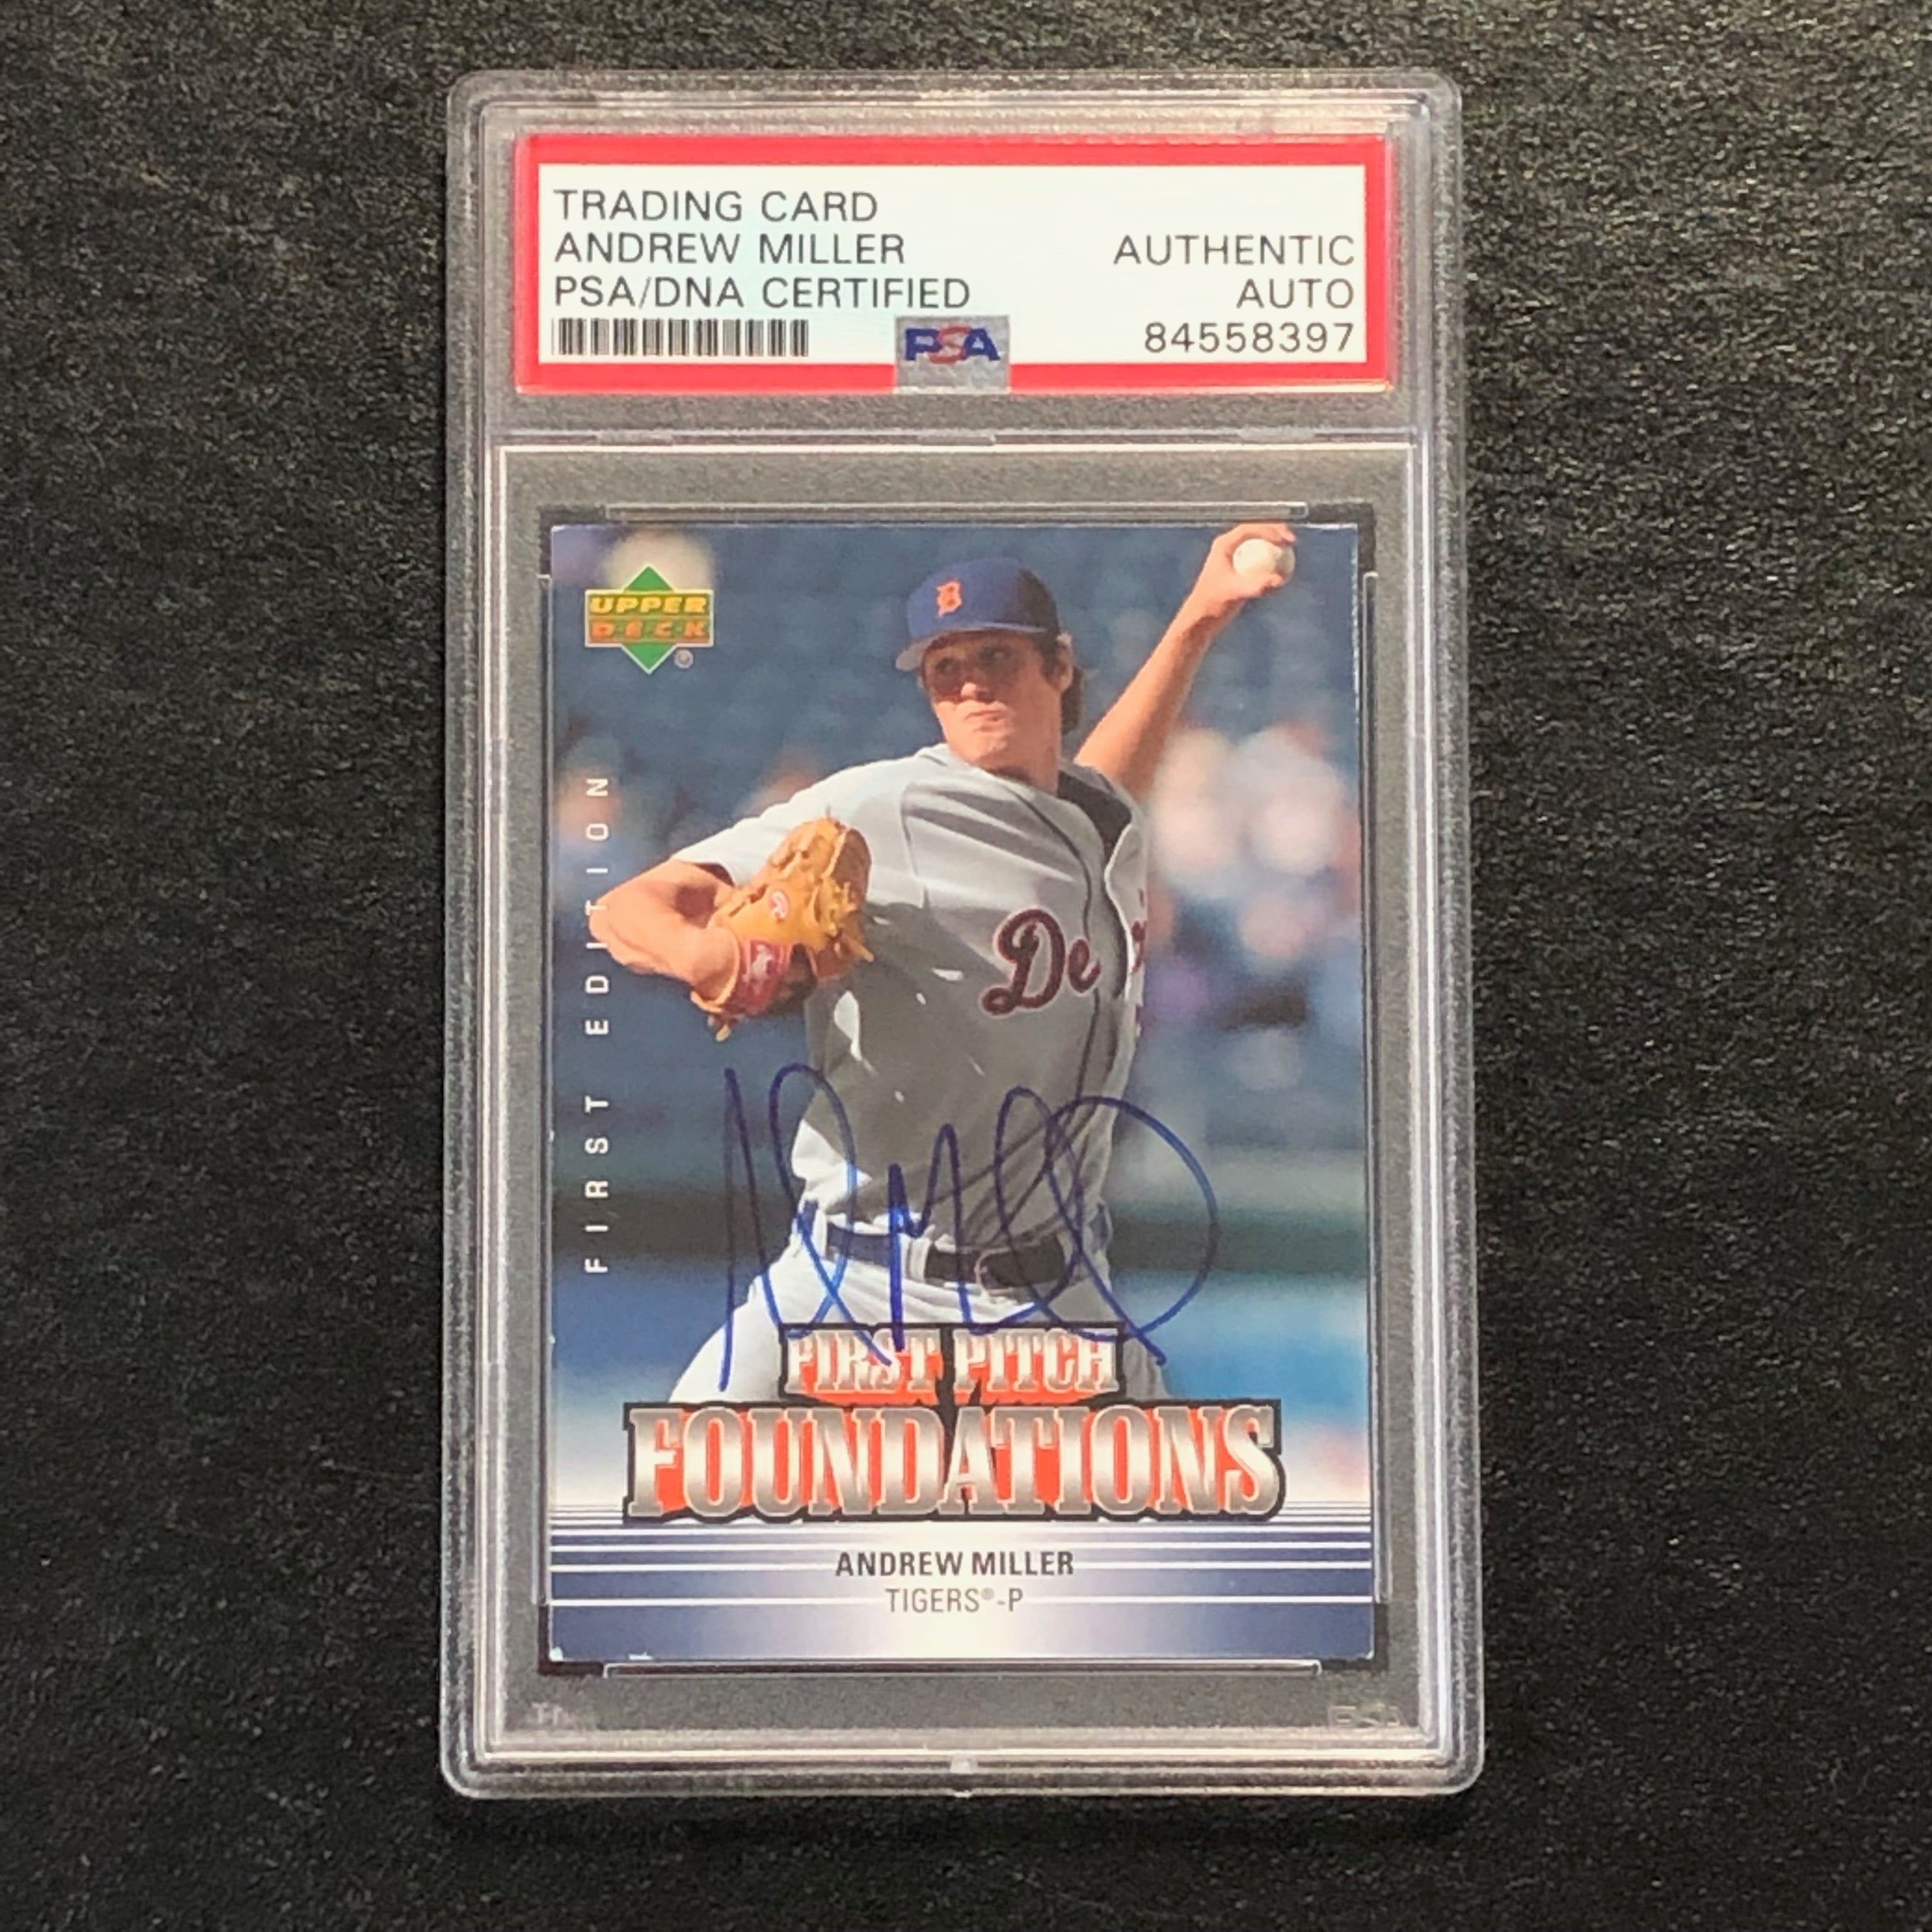 TRADING CARD
ANDREW MILLER
PSA/DNA CERTIFIED
AUTHENTIC
AUTO
84558397
PSA
UPPER
DECK
®
FIRST EDITION
De
FIRST PITCH
FOUNDATIONS
ANDREW MILLER
TIGERS®-P